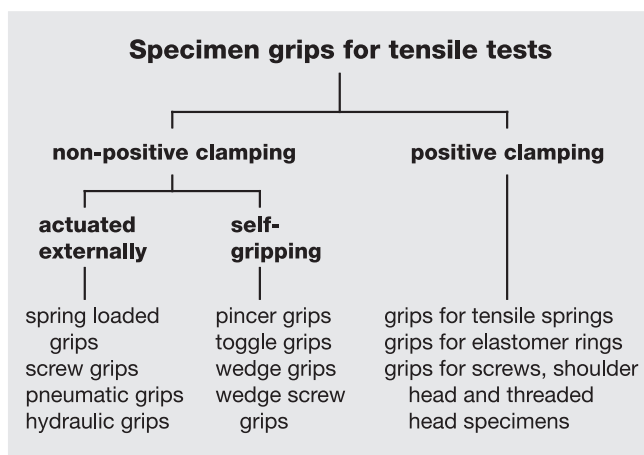 Specimen grips for tensile tests
non-positive clamping
positive clamping
actuated
externally
self-
gripping
spring loaded
grips
screw grips
pneumatic grips
hydraulic grips
pincer grips
toggle grips
wedge grips
wedge screw
grips
grips for tensile springs
grips for elastomer rings
grips for screws, shoulder
head and threaded
head specimens